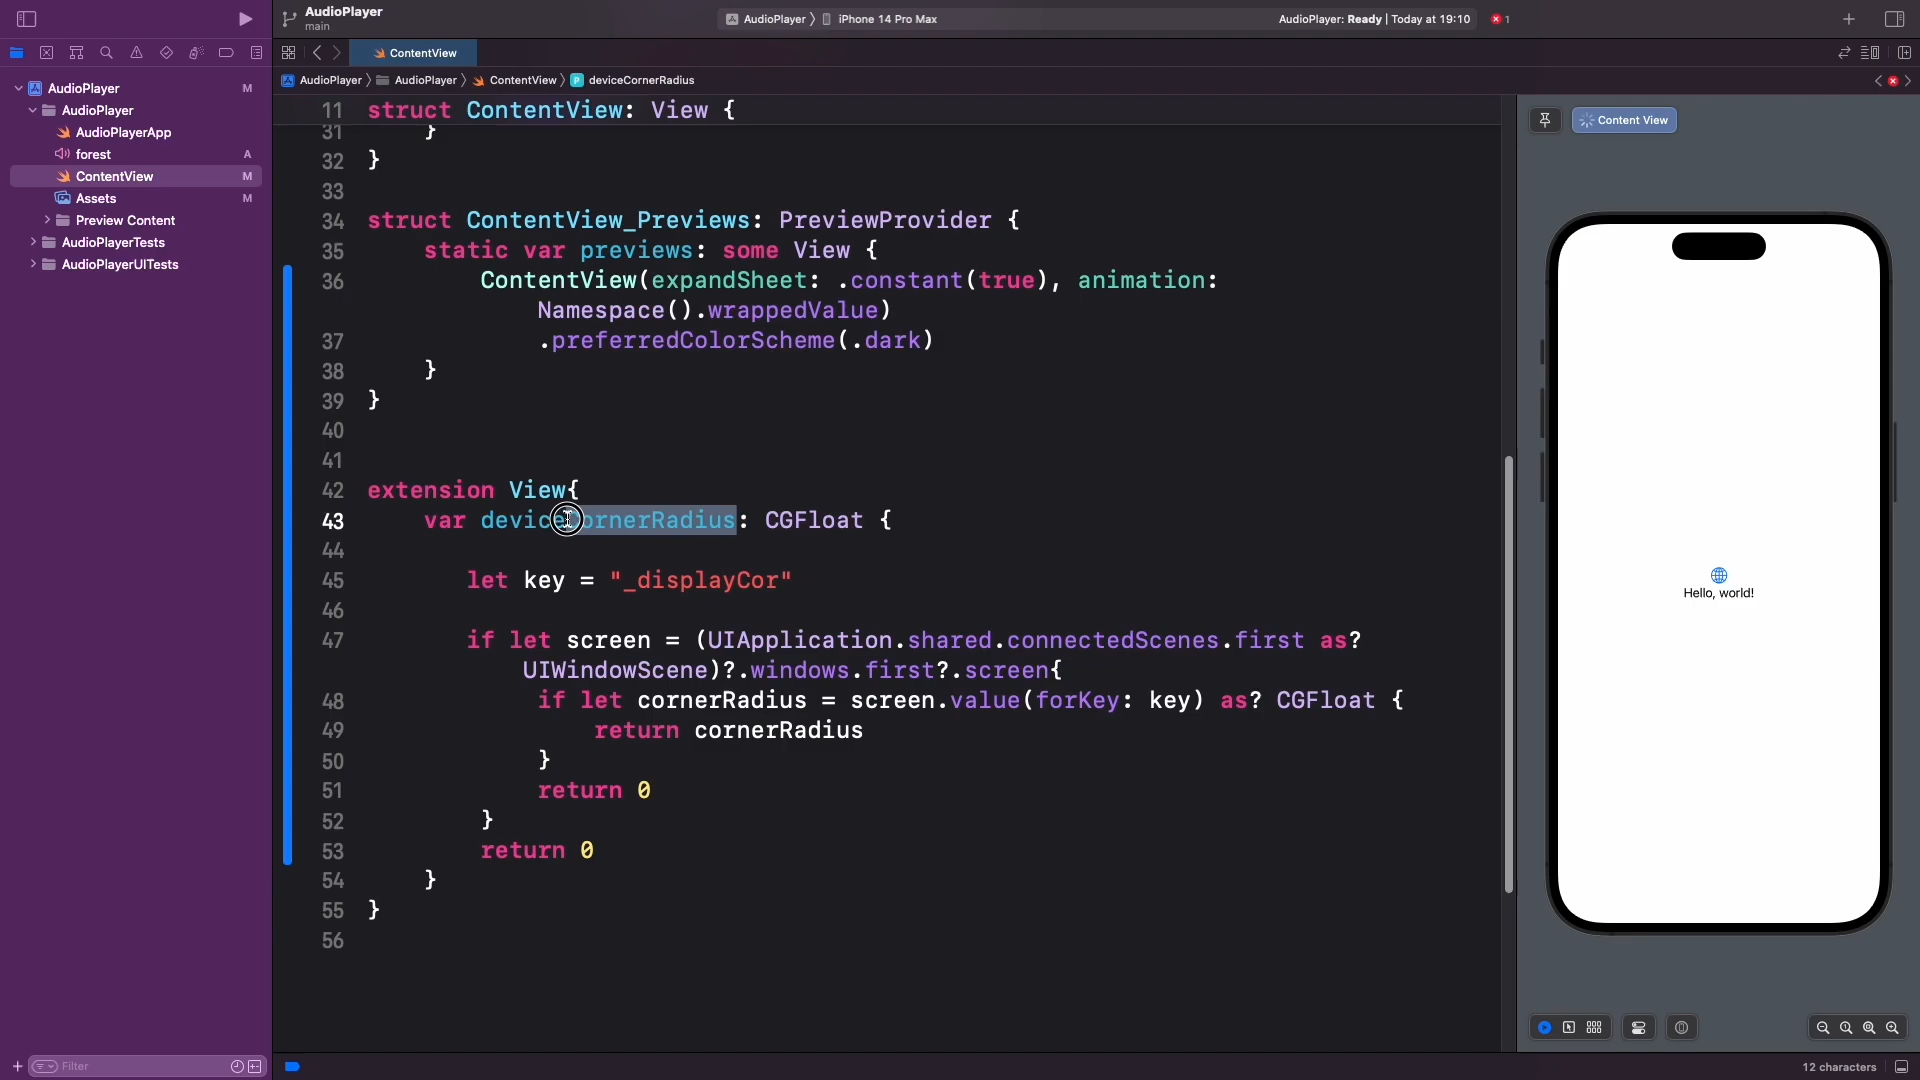 AudioPlayer
main
AudioPlayer
iPhone 14 Pro Max
AudioPlayer: Ready | Today at 19:10
1
ContentView
AudioPlayer
AudioPlayer
ContentView
deviceCornerRadius
AudioPlayer M
AudioPlayer
AudioPlayerApp
forest A
ContentView M
Assets M
Preview Content
AudioPlayerTests
AudioPlayerUITests
11 struct ContentView: View {
31 }
32 }
33
34 struct ContentView_Previews: PreviewProvider {
35 static var previews: some View {
36 ContentView(expandSheet: .constant(true), animation:
Namespace().wrappedValue)
37 .preferredColorScheme(.dark)
38 }
39 }
40
41
42 extension View{
43 var deviceCornerRadius: CGFloat {
44
45 let key = "_displayCor"
46
47 if let screen = (UIApplication.shared.connectedScenes.first as?
UIWindowScene)?.windows.first?.screen{
48 if let cornerRadius = screen.value(forKey: key) as? CGFloat {
49 return cornerRadius
50 }
51 return 0
52 }
53 return 0
54 }
55 }
56
Content View
Hello, world!
Filter
12 characters